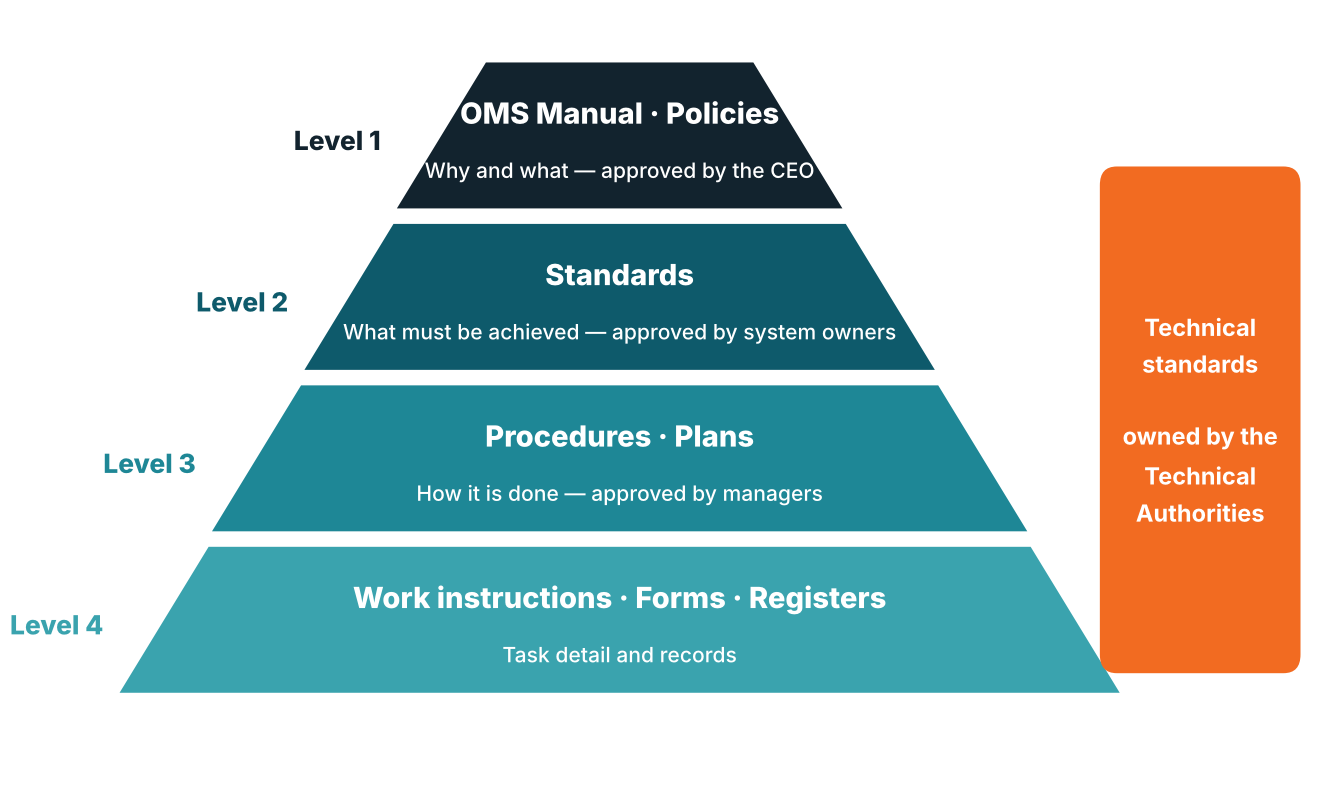 Level 1
OMS Manual · Policies
Why and what — approved by the CEO
Level 2
Standards
What must be achieved — approved by system owners
Level 3
Procedures · Plans
How it is done — approved by managers
Level 4
Work instructions · Forms · Registers
Task detail and records
Technical
standards
owned by the
Technical
Authorities